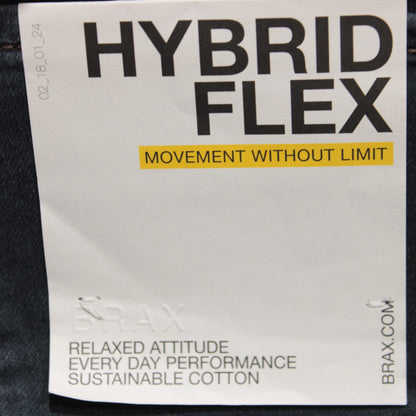 02_18_01_24
HYBRID
FLEX
MOVEMENT WITHOUT LIMIT
BRAX
RELAXED ATTITUDE
EVERY DAY PERFORMANCE
SUSTAINABLE COTTON
BRAX.COM